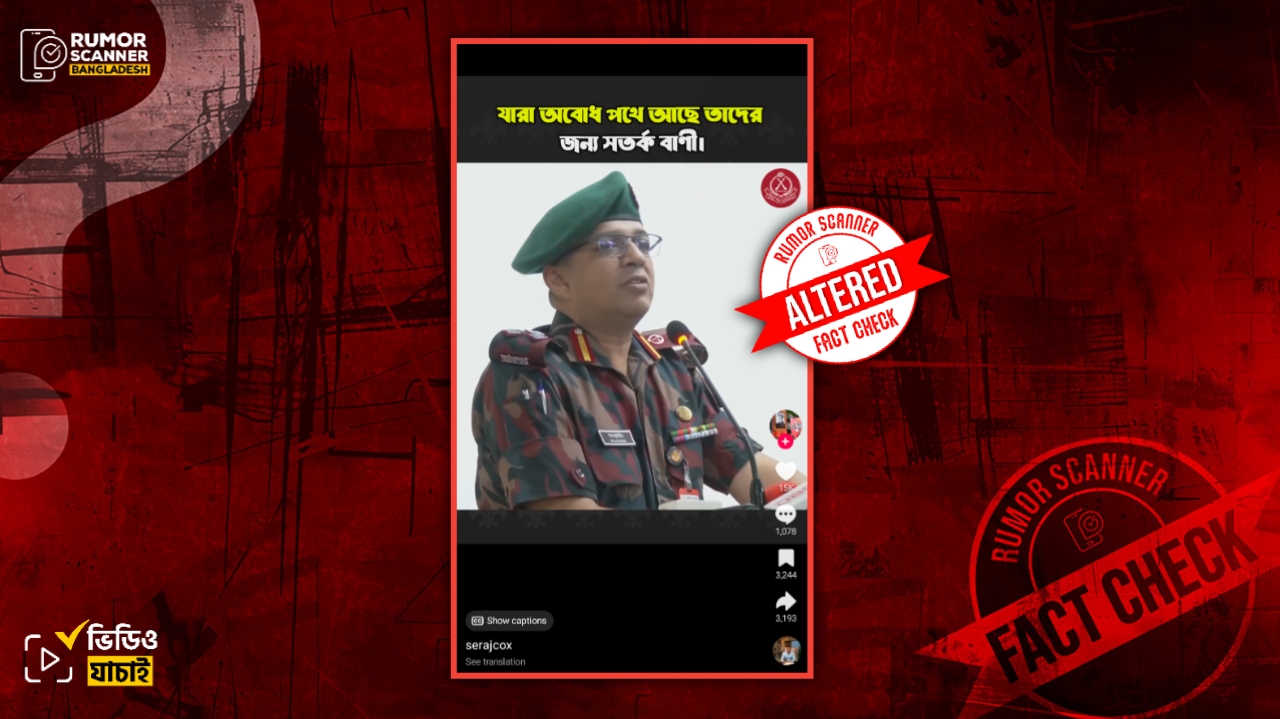 RUMOR
SCANNER
BANGLADESH
যারা অবোধ পথে আছে তাদের
জন্য সতর্ক বাণী।
RUMOR SCANNER
ALTERED
FACT CHECK
1,078
3,244
3,193
Show captions
serajcox
See translation
RUMOR SCANNER
FACT CHECK
ভিডিও
যাচাই